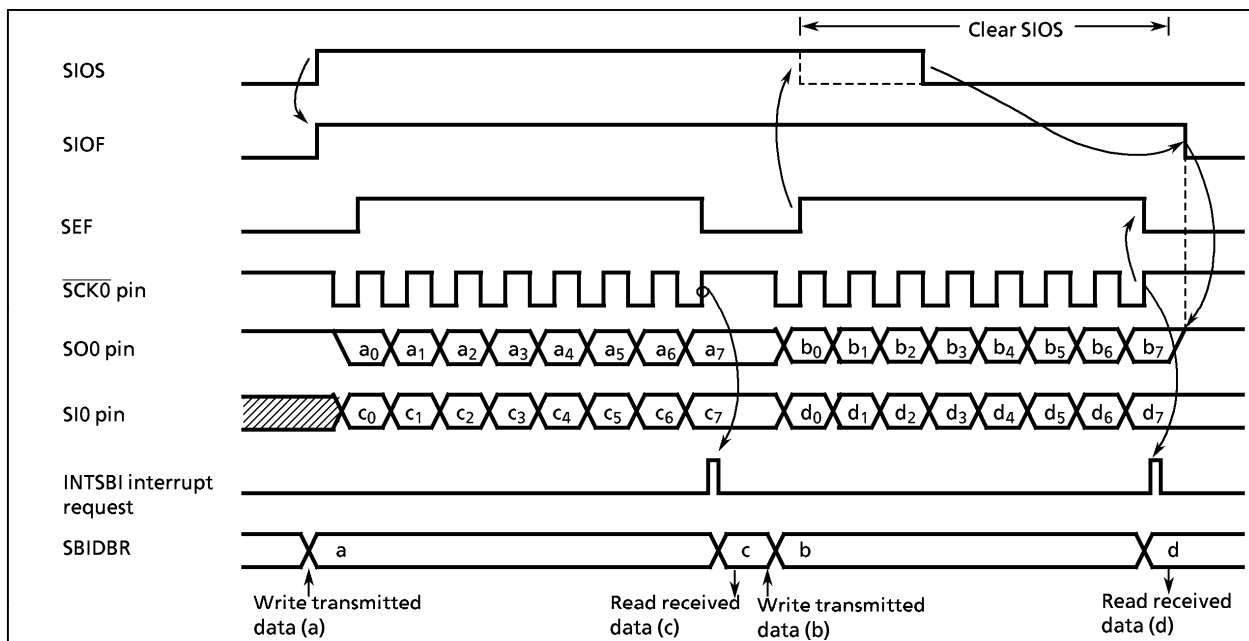 Clear SIOS
SIOS
SIOF
SEF
SCK0 pin
SO0 pin a0 a1 a2 a3 a4 a5 a6 a7 b0 b1 b2 b3 b4 b5 b6 b7
SI0 pin c0 c1 c2 c3 c4 c5 c6 c7 d0 d1 d2 d3 d4 d5 d6 d7
INTSBI interrupt
request
SBIDBR a c b d
Write transmitted
data (a)
Read received
data (c)
Write transmitted
data (b)
Read received
data (d)